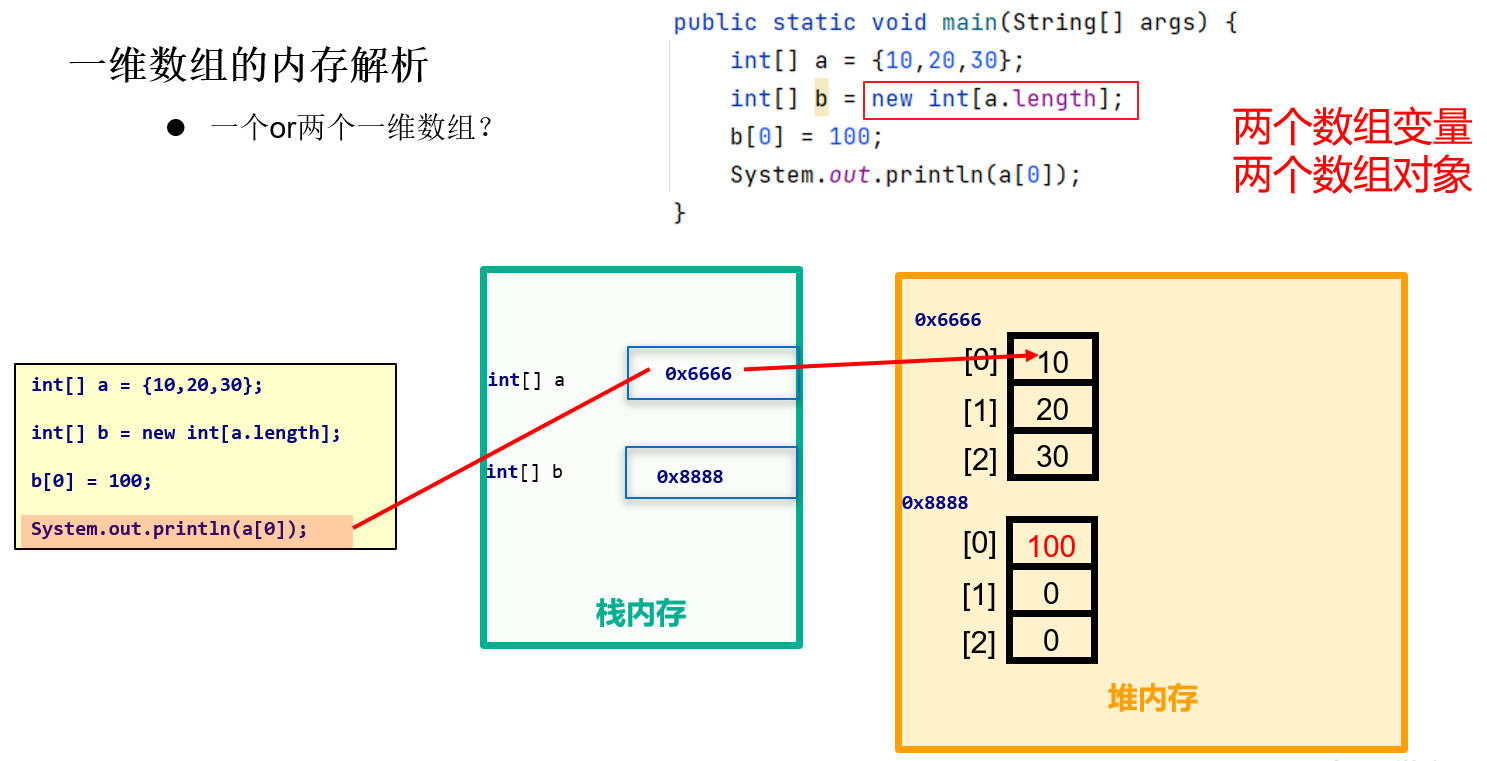 一维数组的内存解析
● 一个or两个一维数组?
public static void main(String[] args) {
int[] a = {10,20,30};
int[] b = new int[a.length];
b[0] = 100;
System.out.println(a[0]);
}
两个数组变量
两个数组对象
int[] a = {10,20,30};
int[] b = new int[a.length];
b[0] = 100;
System.out.println(a[0]);
int[] a 0x6666
int[] b 0x8888
栈内存
0x6666
[0] 10
[1] 20
[2] 30
0x8888
[0] 100
[1] 0
[2] 0
堆内存